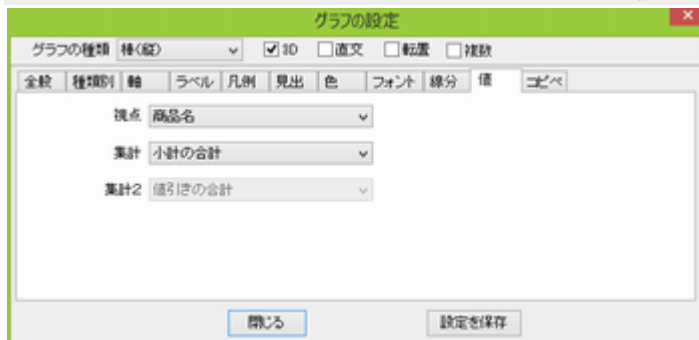 グラフの設定
グラフの種類 棒(縦) 3D 直交 転置 複数
全般 種類別 軸 ラベル 凡例 見出 色 フォント 線分 値 コピペ
視点 商品名
集計 小計の合計
集計2 値引きの合計
閉じる 設定を保存